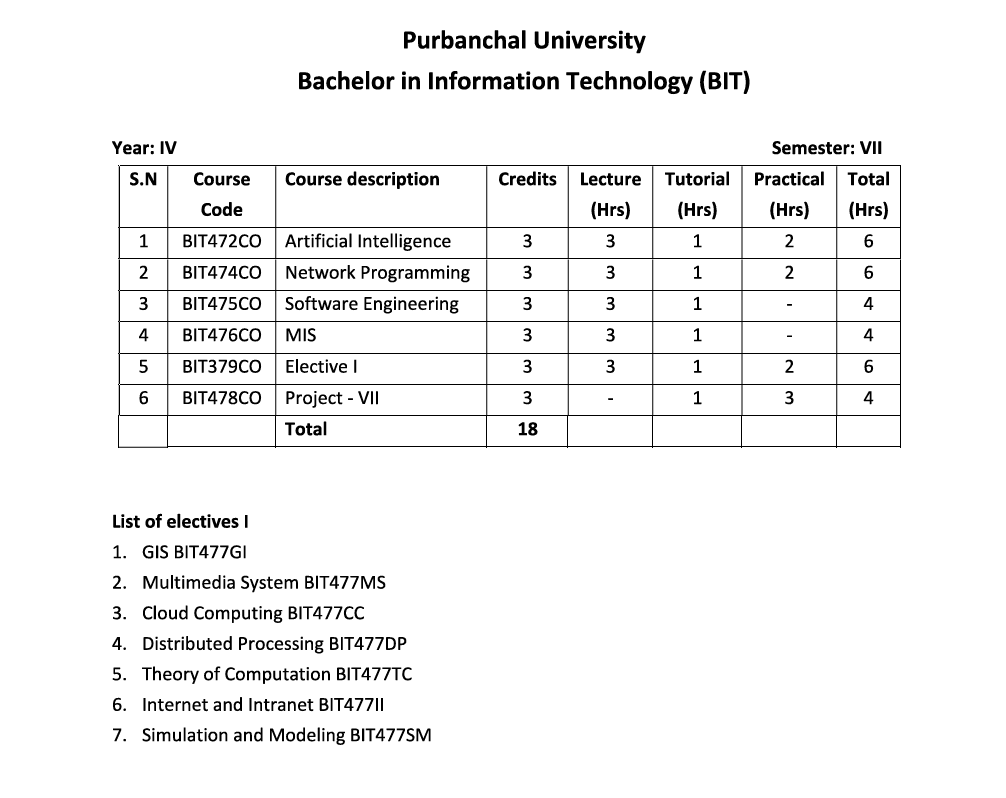 Purbanchal University
Bachelor in Information Technology (BIT)
Year: IV Semester: VII
S.N Course Code Course description Credits Lecture (Hrs) Tutorial (Hrs) Practical (Hrs) Total (Hrs)
1 BIT472CO Artificial Intelligence 3 3 1 2 6
2 BIT474CO Network Programming 3 3 1 2 6
3 BIT475CO Software Engineering 3 3 1 - 4
4 BIT476CO MIS 3 3 1 - 4
5 BIT379CO Elective I 3 3 1 2 6
6 BIT478CO Project - VII 3 - 1 3 4
Total 18
List of electives I
1. GIS BIT477GI
2. Multimedia System BIT477MS
3. Cloud Computing BIT477CC
4. Distributed Processing BIT477DP
5. Theory of Computation BIT477TC
6. Internet and Intranet BIT477II
7. Simulation and Modeling BIT477SM